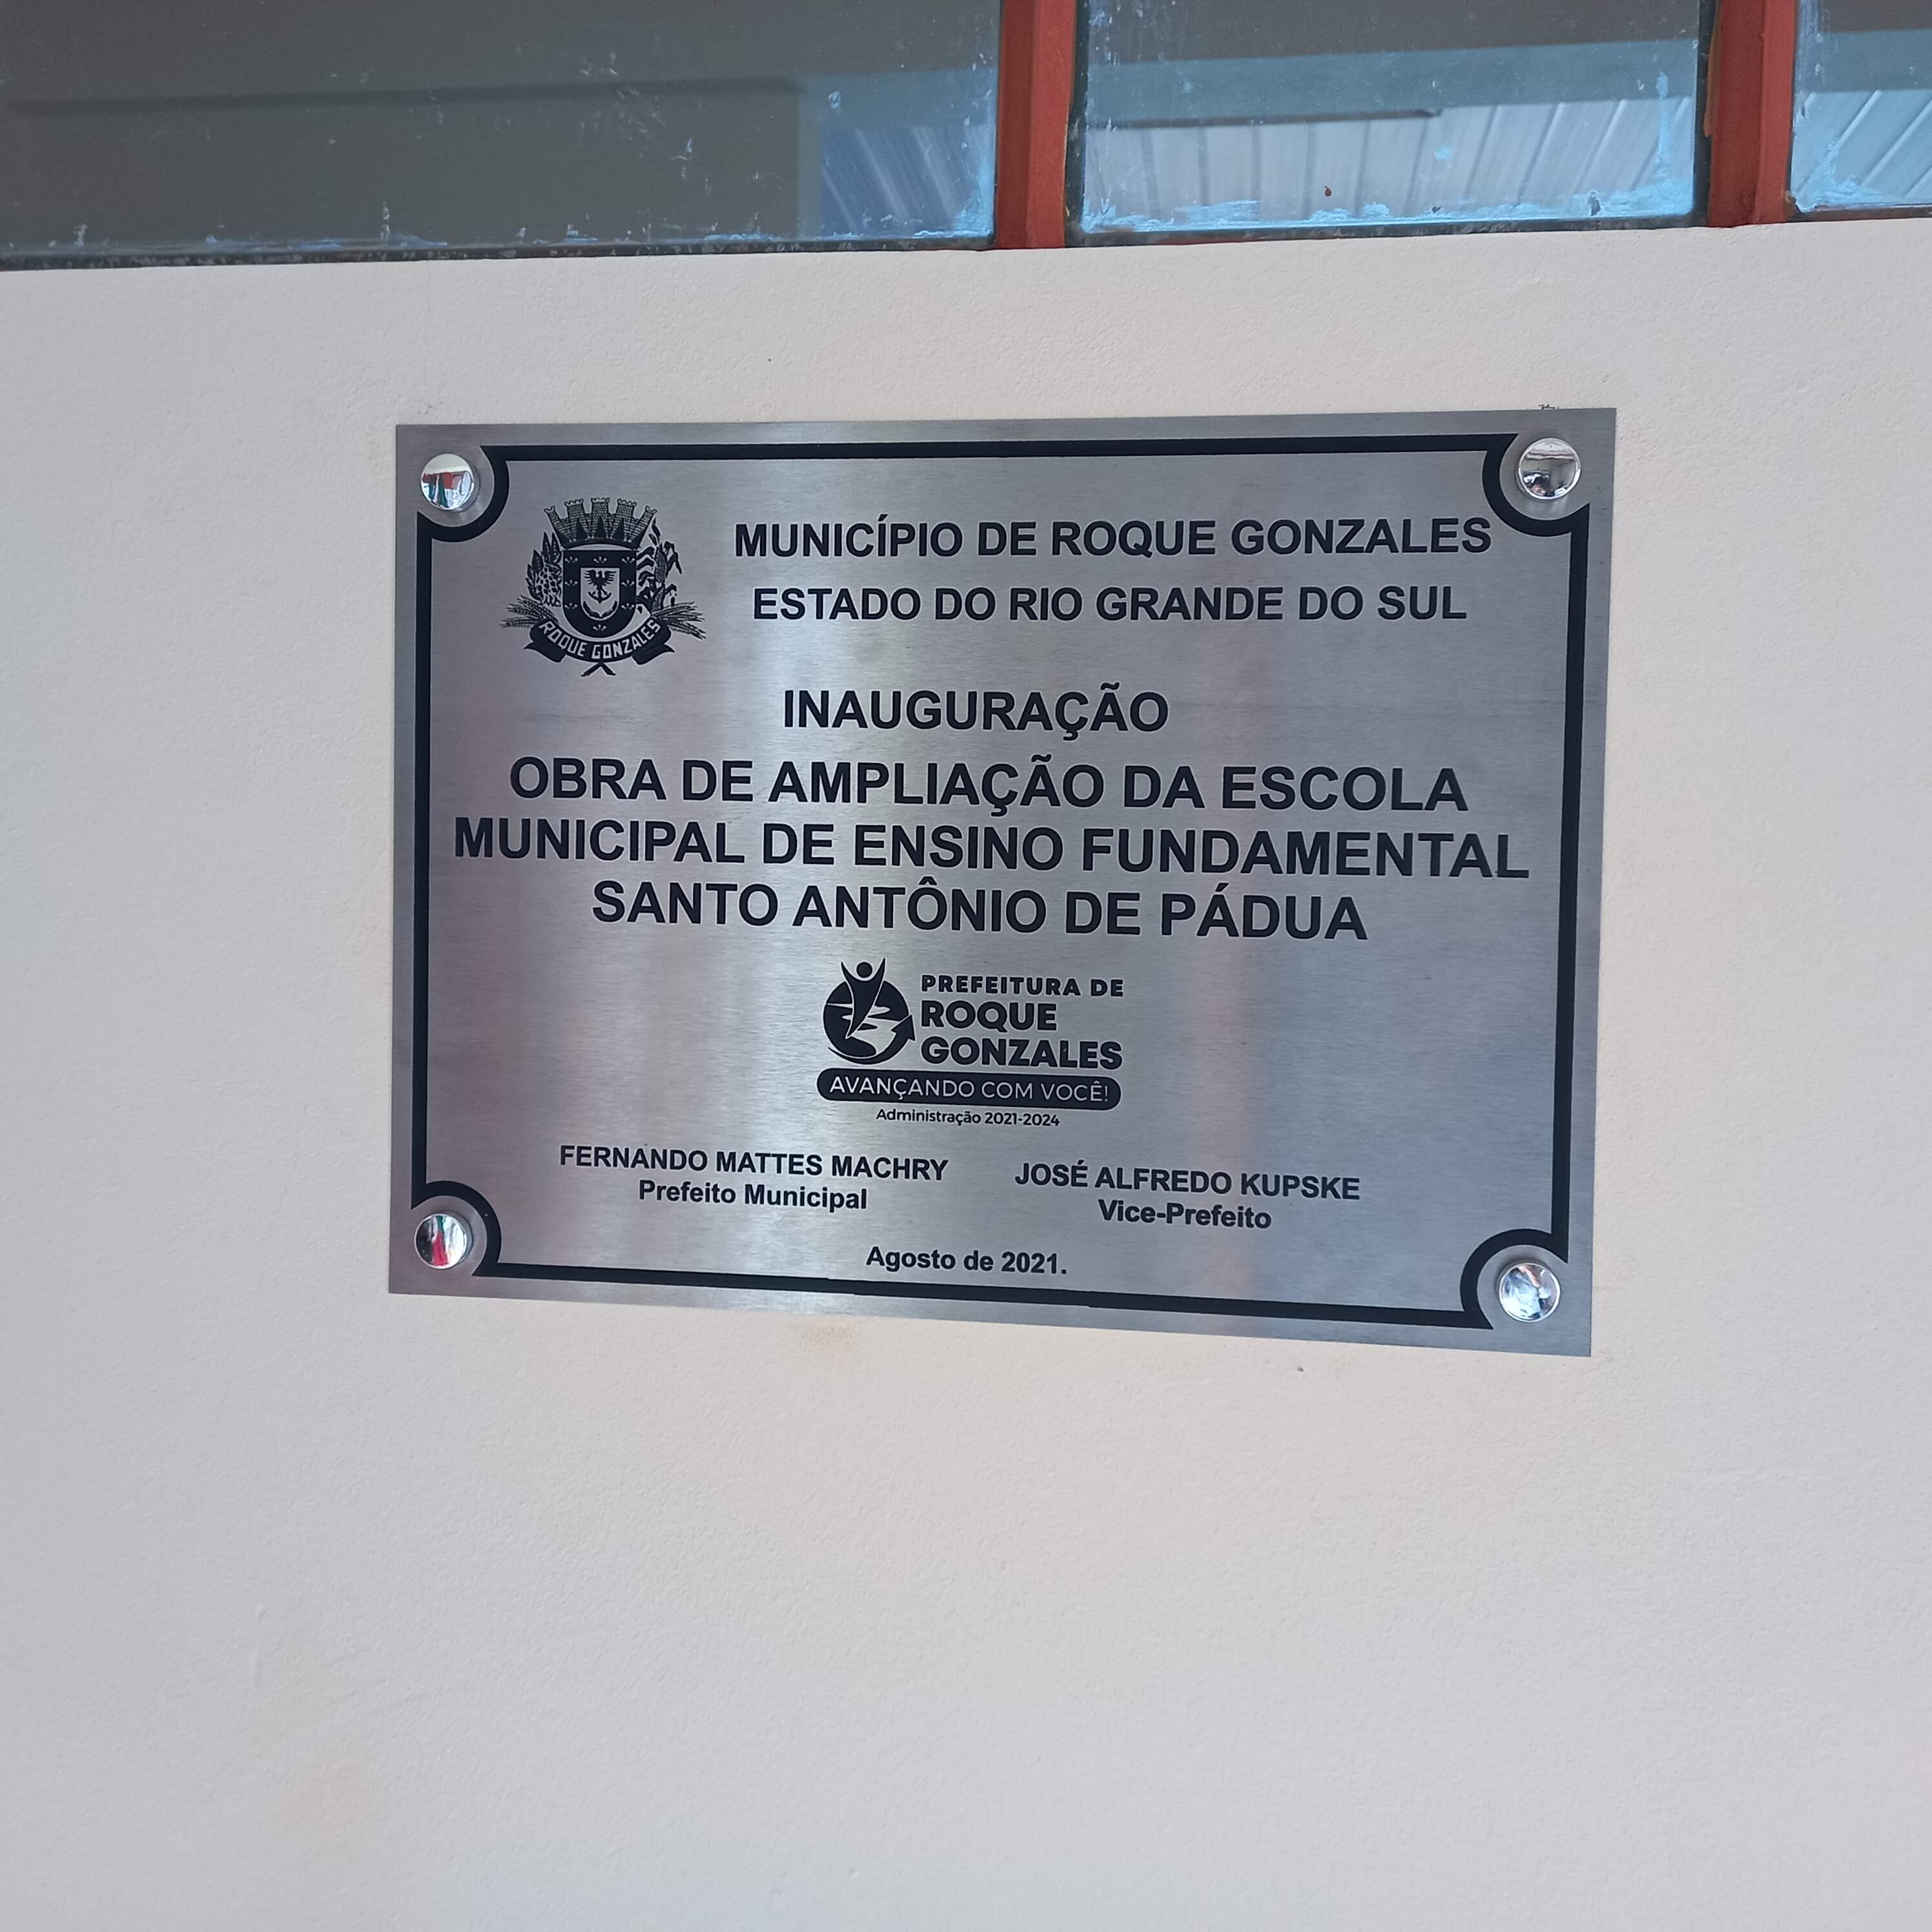 MUNICÍPIO DE ROQUE GONZALES
ESTADO DO RIO GRANDE DO SUL
ROQUE GONZALES
INAUGURAÇÃO
OBRA DE AMPLIAÇÃO DA ESCOLA
MUNICIPAL DE ENSINO FUNDAMENTAL
SANTO ANTÔNIO DE PÁDUA
PREFEITURA DE
ROQUE
GONZALES
AVANÇANDO COM VOCÊ!
Administração 2021-2024
FERNANDO MATTES MACHRY
Prefeito Municipal
JOSÉ ALFREDO KUPSKE
Vice-Prefeito
Agosto de 2021.